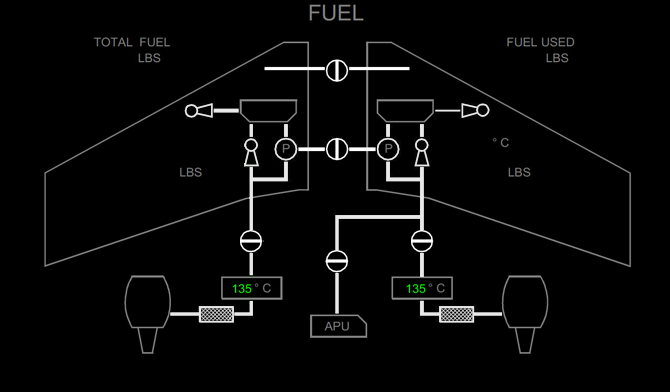 FUEL
TOTAL FUEL
LBS
FUEL USED
LBS
P
P
° C
LBS
LBS
135° C
135° C
APU